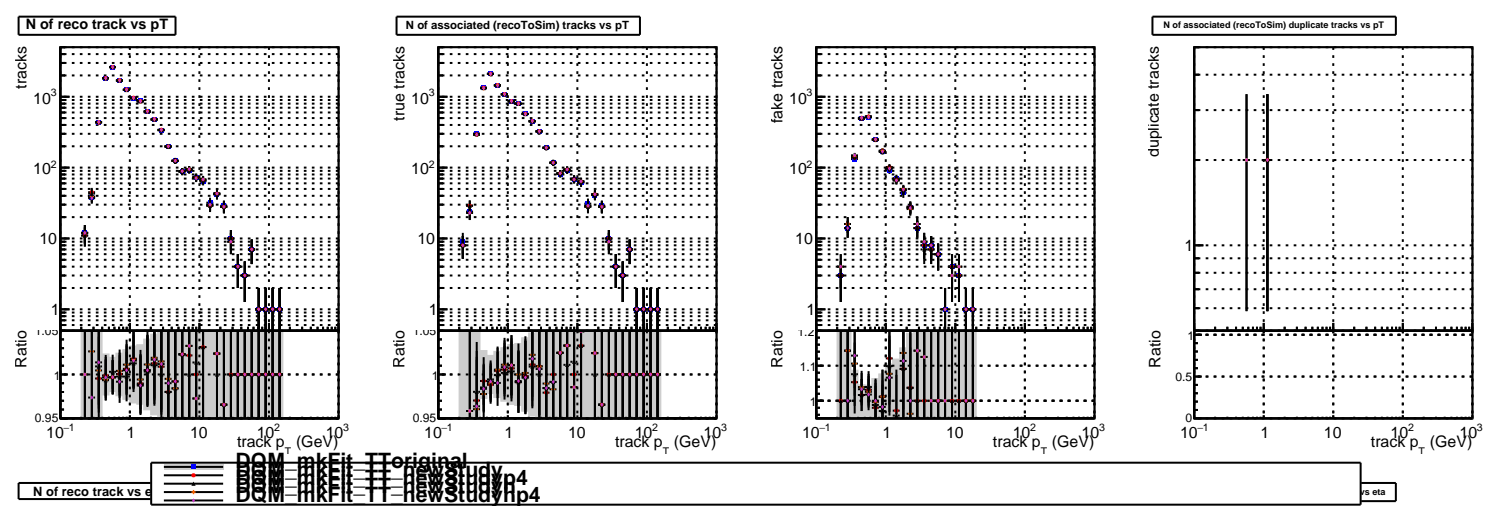 N of reco track vs pT
N of associated (recoToSim) tracks vs pT
N of associated (recoToSim) duplicate tracks vs pT
tracks
10³
10²
10
1
1.05
Ratio
1
0.95
10⁻¹ 1 10 10² 10³
track p_T (GeV)
true tracks
10³
10²
10
1
1.05
Ratio
1
0.95
10⁻¹ 1 10 10² 10³
track p_T (GeV)
fake tracks
10³
10²
10
1
1.2
Ratio
1.1
1
10⁻¹ 1 10 10² 10³
track p_T (GeV)
duplicate tracks
1
Ratio
1
0.5
0
10⁻¹ 1 10 10² 10³
track p_T (GeV)
DQM_mkFit_TToriginal
DQM_mkFit_TT_newStudyhp4
N of reco track vs e
vs eta